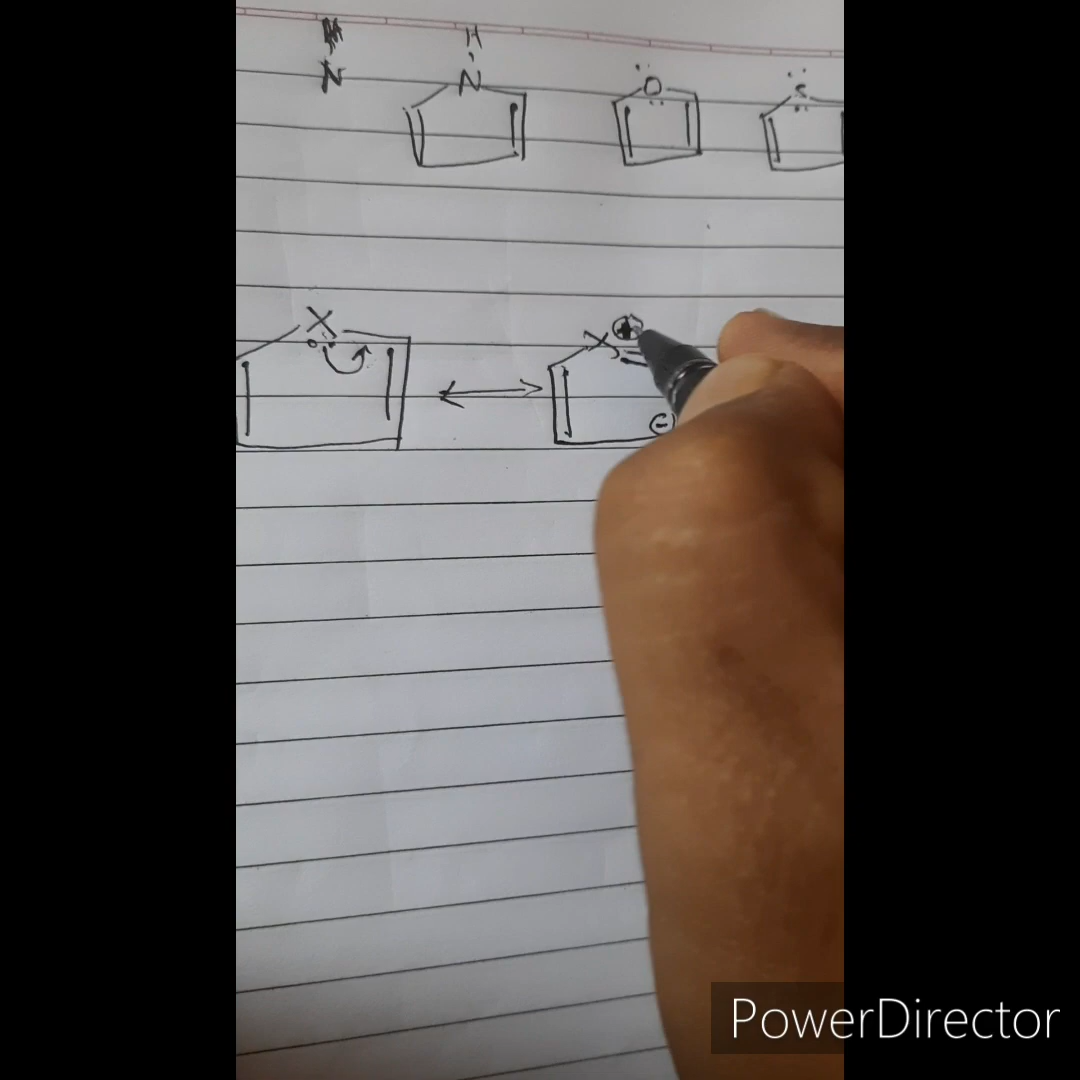 H
N N O S
X X ⊕
⊖
PowerDirector